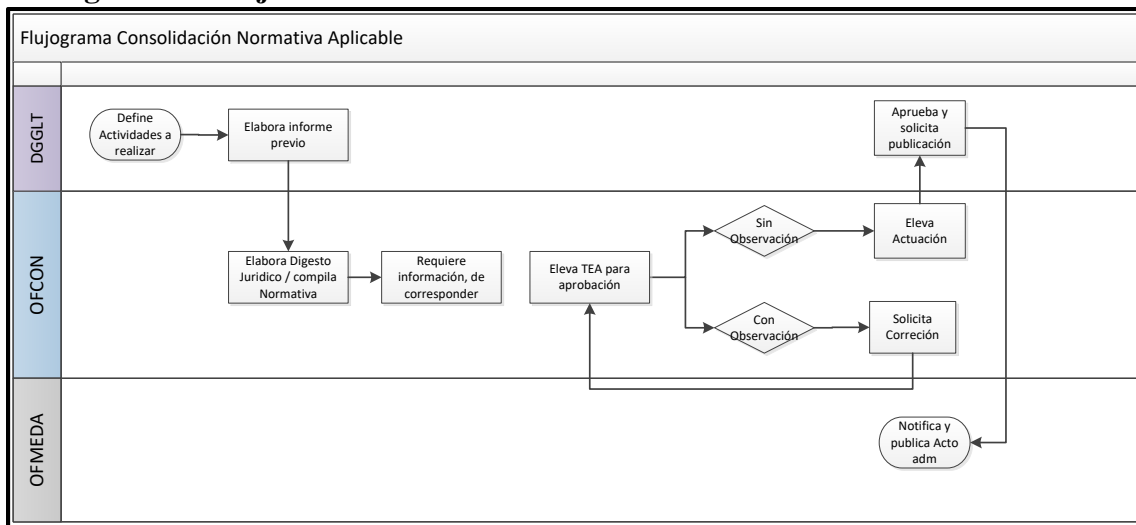 Flujograma Consolidación Normativa Aplicable
DGGLT
Define
Actividades a
realizar
Elabora informe
previo
Aprueba y
solicita
publicación
OFCON
Elabora Digesto
Juridico / compila
Normativa
Requiere
información, de
corresponder
Eleva TEA para
aprobación
Sin
Observación
Eleva
Actuación
Con
Observación
Solicita
Correción
OFMEDA
Notifica y
publica Acto
adm